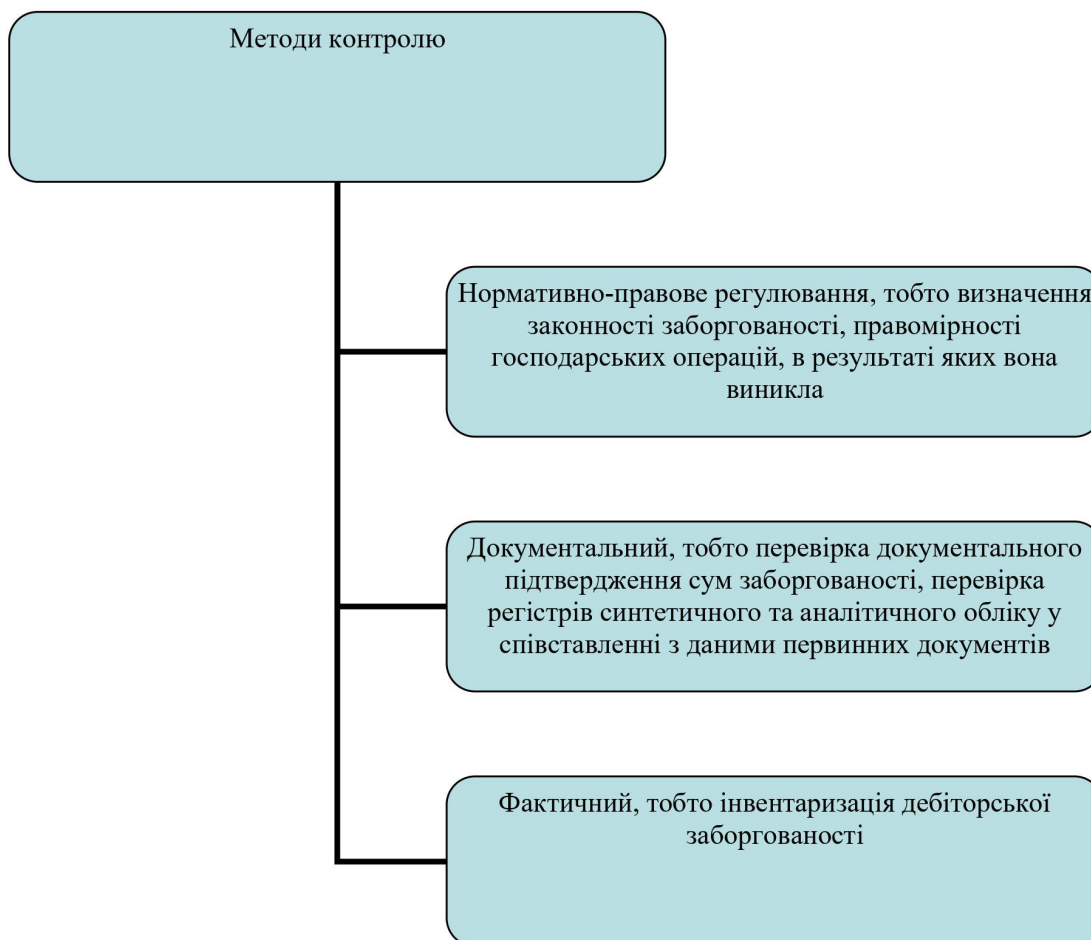 Методи контролю
Нормативно-правове регулювання, тобто визначення
законності заборгованості, правомірності
господарських операцій, в результаті яких вона
виникла
Документальний, тобто перевірка документального
підтвердження сум заборгованості, перевірка
регістрів синтетичного та аналітичного обліку у
співставленні з даними первинних документів
Фактичний, тобто інвентаризація дебіторської
заборгованості